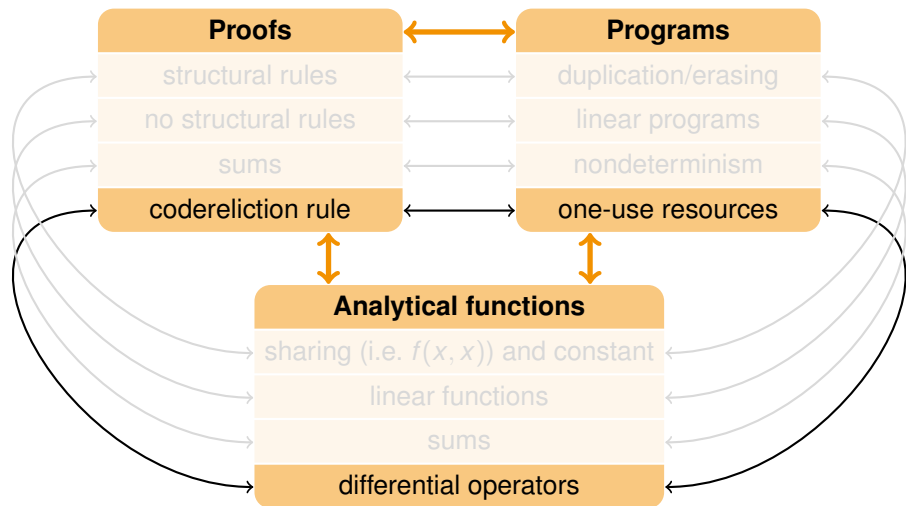 Proofs
structural rules
no structural rules
sums
codereliction rule
Programs
duplication/erasing
linear programs
nondeterminism
one-use resources
Analytical functions
sharing (i.e. f(x, x)) and constant
linear functions
sums
differential operators